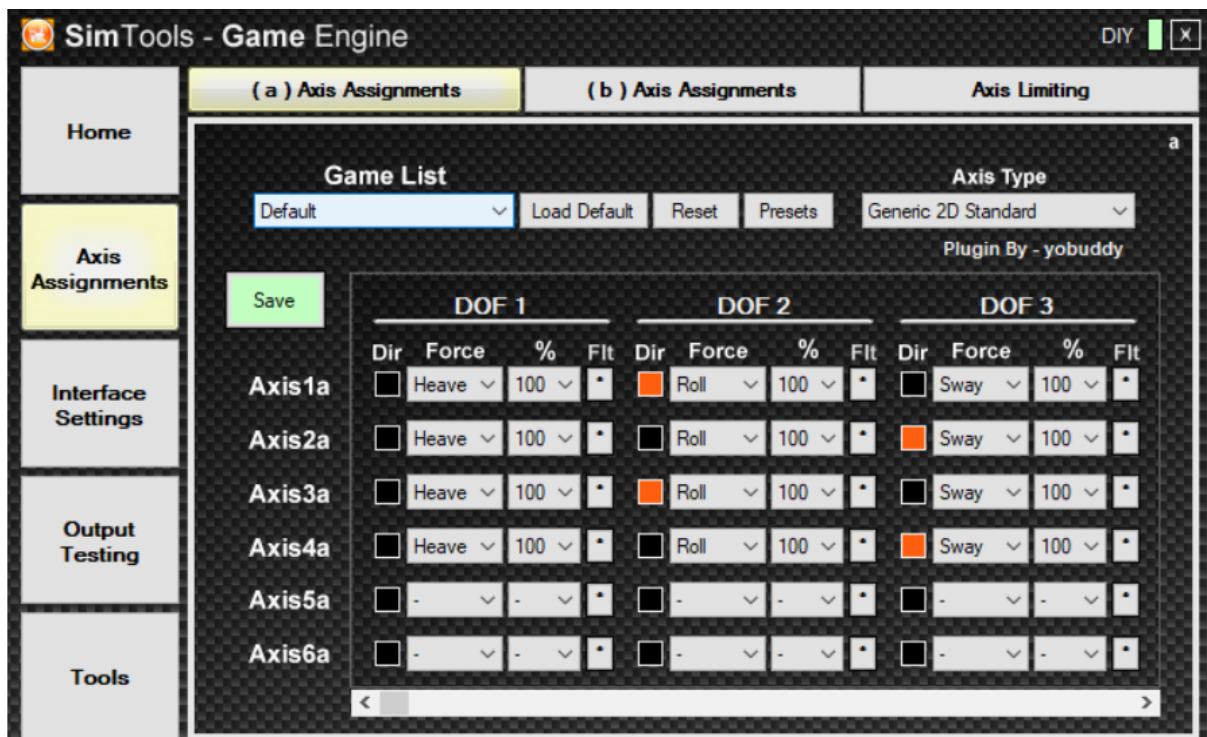 SimTools - Game Engine DIY X
( a ) Axis Assignments ( b ) Axis Assignments Axis Limiting
Home
a
Game List Axis Type
Default Load Default Reset Presets Generic 2D Standard
Plugin By - yobuddy
Axis
Assignments
Save
DOF 1 DOF 2 DOF 3
Dir Force % Flt Dir Force % Flt Dir Force % Flt
Axis1a Heave 100 * Roll 100 * Sway 100 *
Interface
Settings
Axis2a Heave 100 * Roll 100 * Sway 100 *
Axis3a Heave 100 * Roll 100 * Sway 100 *
Output
Testing
Axis4a Heave 100 * Roll 100 * Sway 100 *
Axis5a - - * - - * - - *
Axis6a - - * - - * - - *
Tools